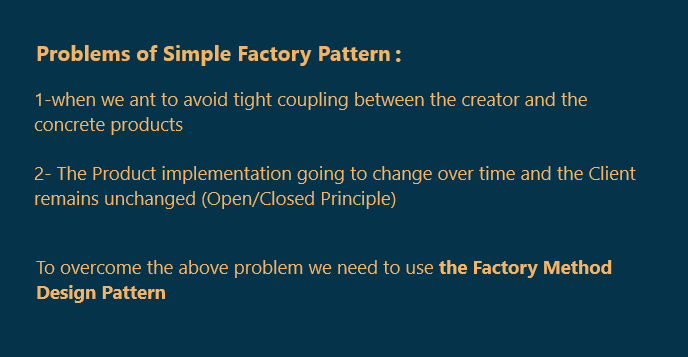 Problems of Simple Factory Pattern :
1-when we ant to avoid tight coupling between the creator and the
concrete products
2- The Product implementation going to change over time and the Client
remains unchanged (Open/Closed Principle)
To overcome the above problem we need to use the Factory Method
Design Pattern